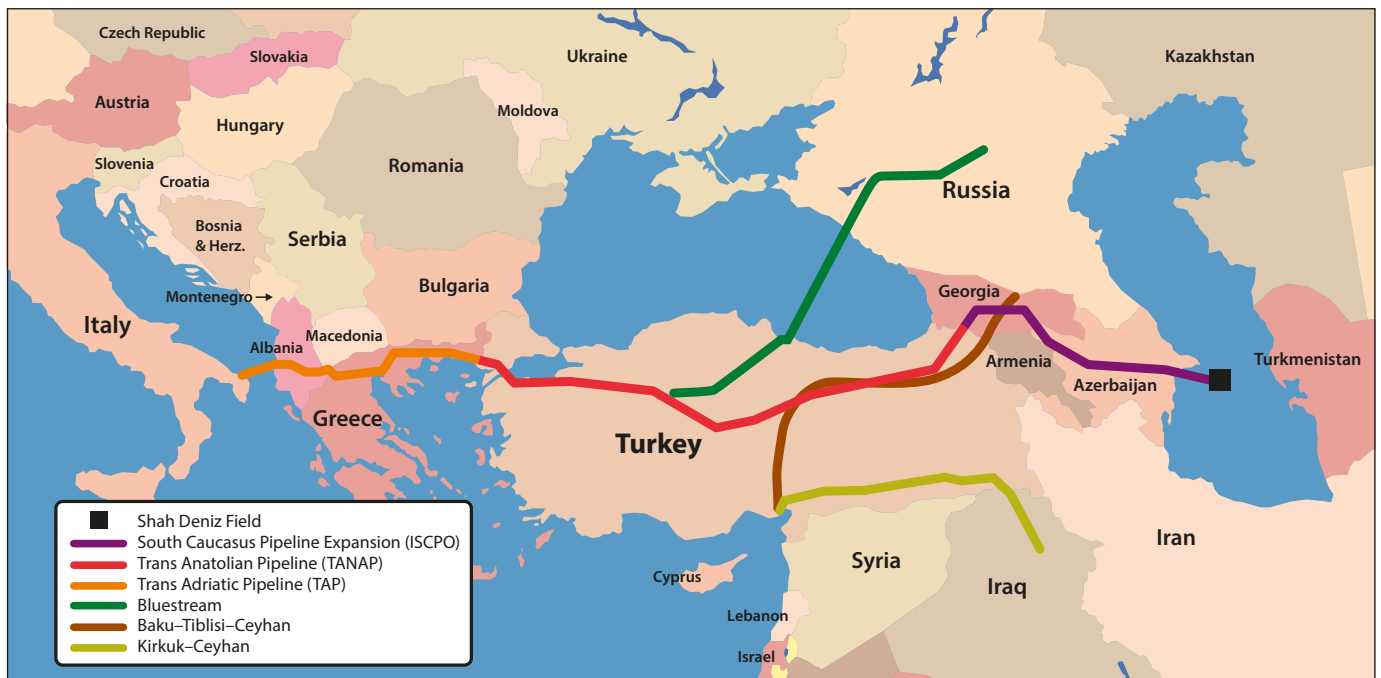 Czech Republic
Ukraine
Kazakhstan
Slovakia
Austria
Moldova
Hungary
Slovenia
Romania
Croatia
Russia
Bosnia
& Herz.
Serbia
Bulgaria
Georgia
Montenegro
Italy
Macedonia
Albania
Armenia
Turkmenistan
Azerbaijan
Greece
Turkey
Shah Deniz Field
South Caucasus Pipeline Expansion (ISCPO)
Trans Anatolian Pipeline (TANAP)
Trans Adriatic Pipeline (TAP)
Bluestream
Baku–Tiblisi–Ceyhan
Kirkuk–Ceyhan
Iran
Syria
Cyprus
Iraq
Lebanon
Israel